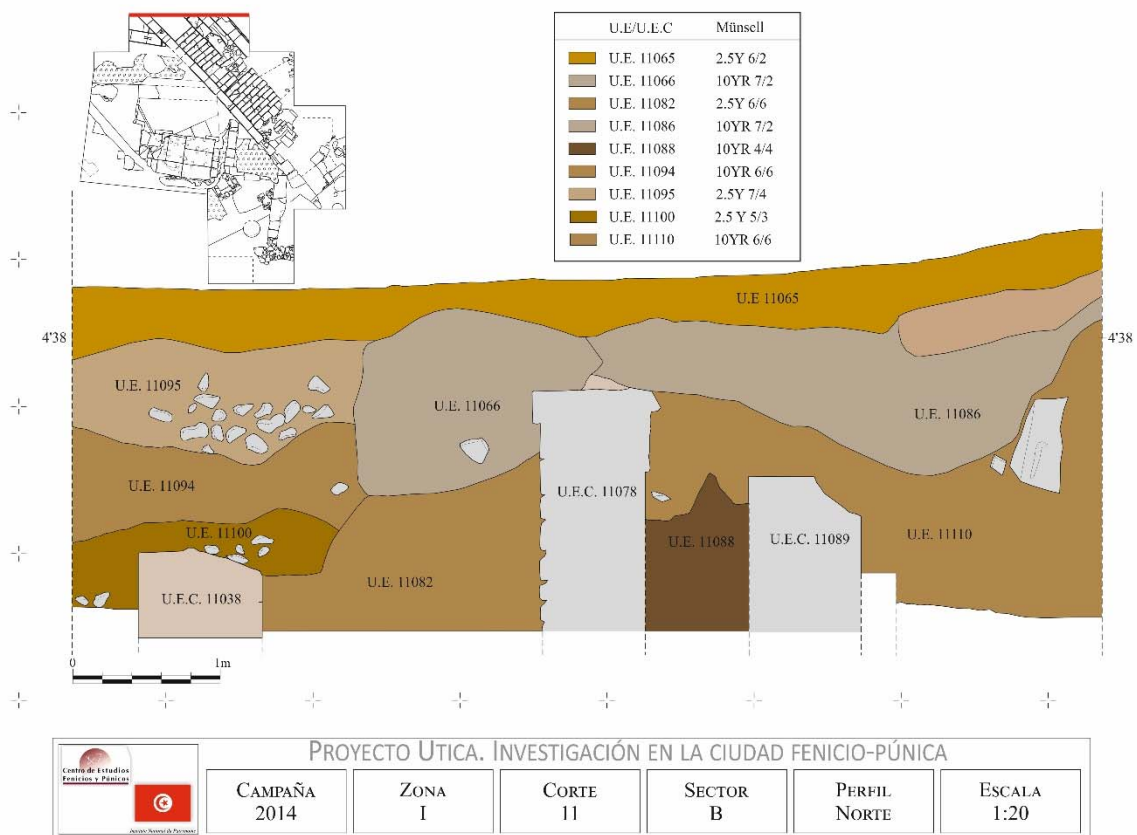 U.E/U.E.C Münsell
U.E. 11065 2.5Y 6/2
U.E. 11066 10YR 7/2
U.E. 11082 2.5Y 6/6
U.E. 11086 10YR 7/2
U.E. 11088 10YR 4/4
U.E. 11094 10YR 6/6
U.E. 11095 2.5Y 7/4
U.E. 11100 2.5 Y 5/3
U.E. 11110 10YR 6/6
U.E 11065
4'38
4'38
U.E. 11095
U.E. 11066
U.E. 11086
U.E. 11094
U.E.C. 11078
U.E. 11100
U.E. 11088
U.E.C. 11089
U.E. 11110
U.E. 11082
U.E.C. 11038
0 1m
PROYECTO UTICA. INVESTIGACIÓN EN LA CIUDAD FENICIO-PÚNICA
Centro de Estudios
Fenicios y Púnicos
CAMPAÑA
2014
ZONA
I
CORTE
11
SECTOR
B
PERFIL
NORTE
ESCALA
1:20